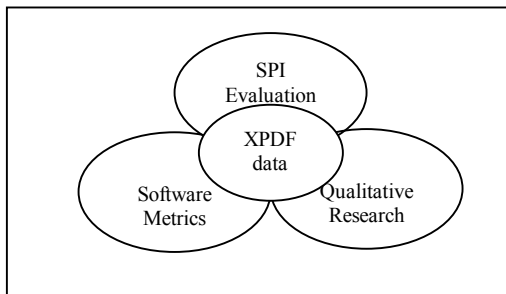 SPI
Evaluation
XPDF
data
Software
Metrics
Qualitative
Research